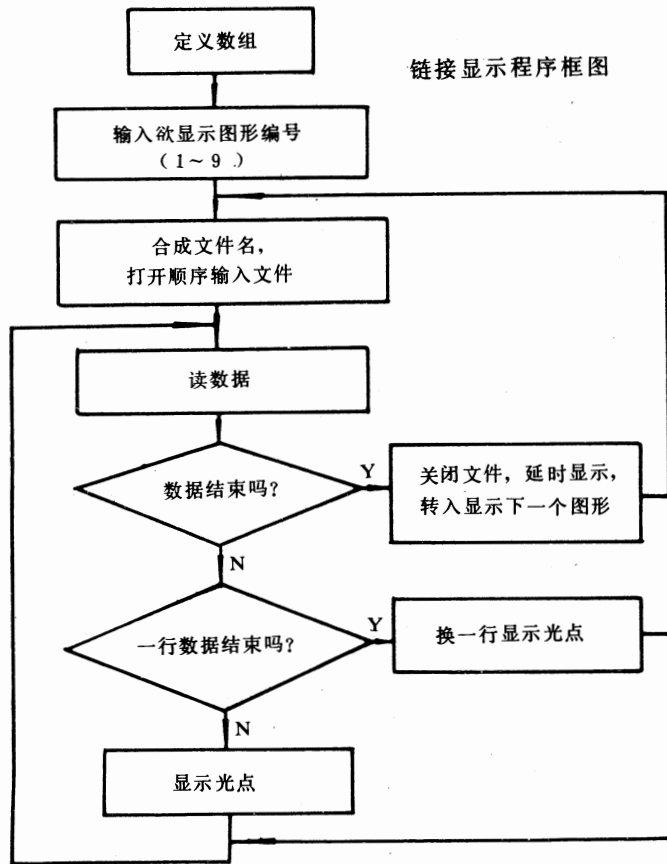 定义数组
链接显示程序框图
输入欲显示图形编号
（1～9）
合成文件名，
打开顺序输入文件
读数据
数据结束吗？
Y
关闭文件，延时显示，
转入显示下一个图形
N
一行数据结束吗？
Y
换一行显示光点
N
显示光点